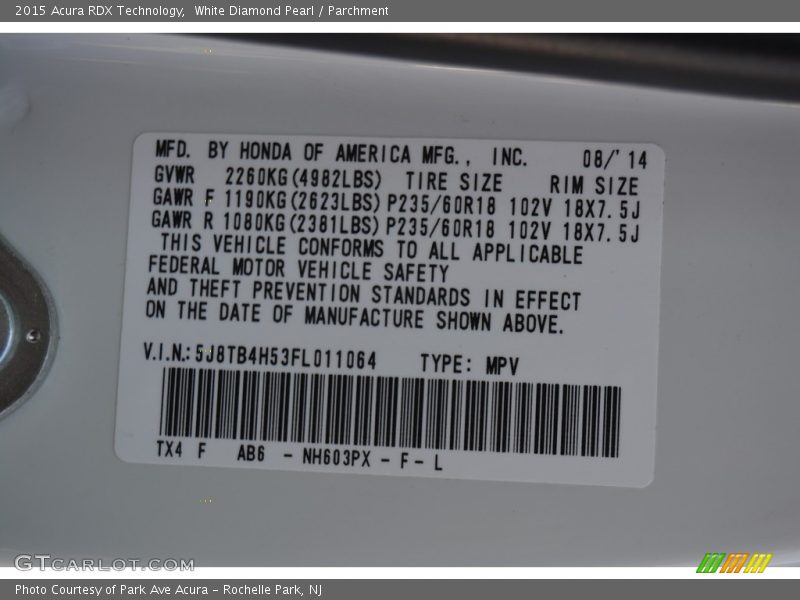 2015 Acura RDX Technology,  White Diamond Pearl / Parchment
MFD. BY HONDA OF AMERICA MFG., INC. 08/'14
GVWR 2260KG(4982LBS) TIRE SIZE RIM SIZE
GAWR F 1190KG(2623LBS) P235/60R18 102V 18X7.5J
GAWR R 1080KG(2381LBS) P235/60R18 102V 18X7.5J
THIS VEHICLE CONFORMS TO ALL APPLICABLE
FEDERAL MOTOR VEHICLE SAFETY
AND THEFT PREVENTION STANDARDS IN EFFECT
ON THE DATE OF MANUFACTURE SHOWN ABOVE.
V.I.N.: 5J8TB4H53FL011064 TYPE: MPV
TX4 F AB6 - NH603PX - F - L
GTCARLOT.COM
Photo Courtesy of Park Ave Acura – Rochelle Park, NJ